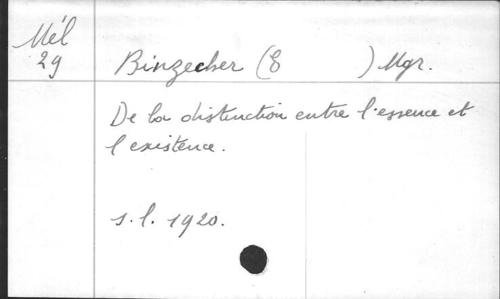 Mél
29
Binzecher (E ) Mgr.
De la distinction entre l'essence et
l'existence.
s. l. 1920.